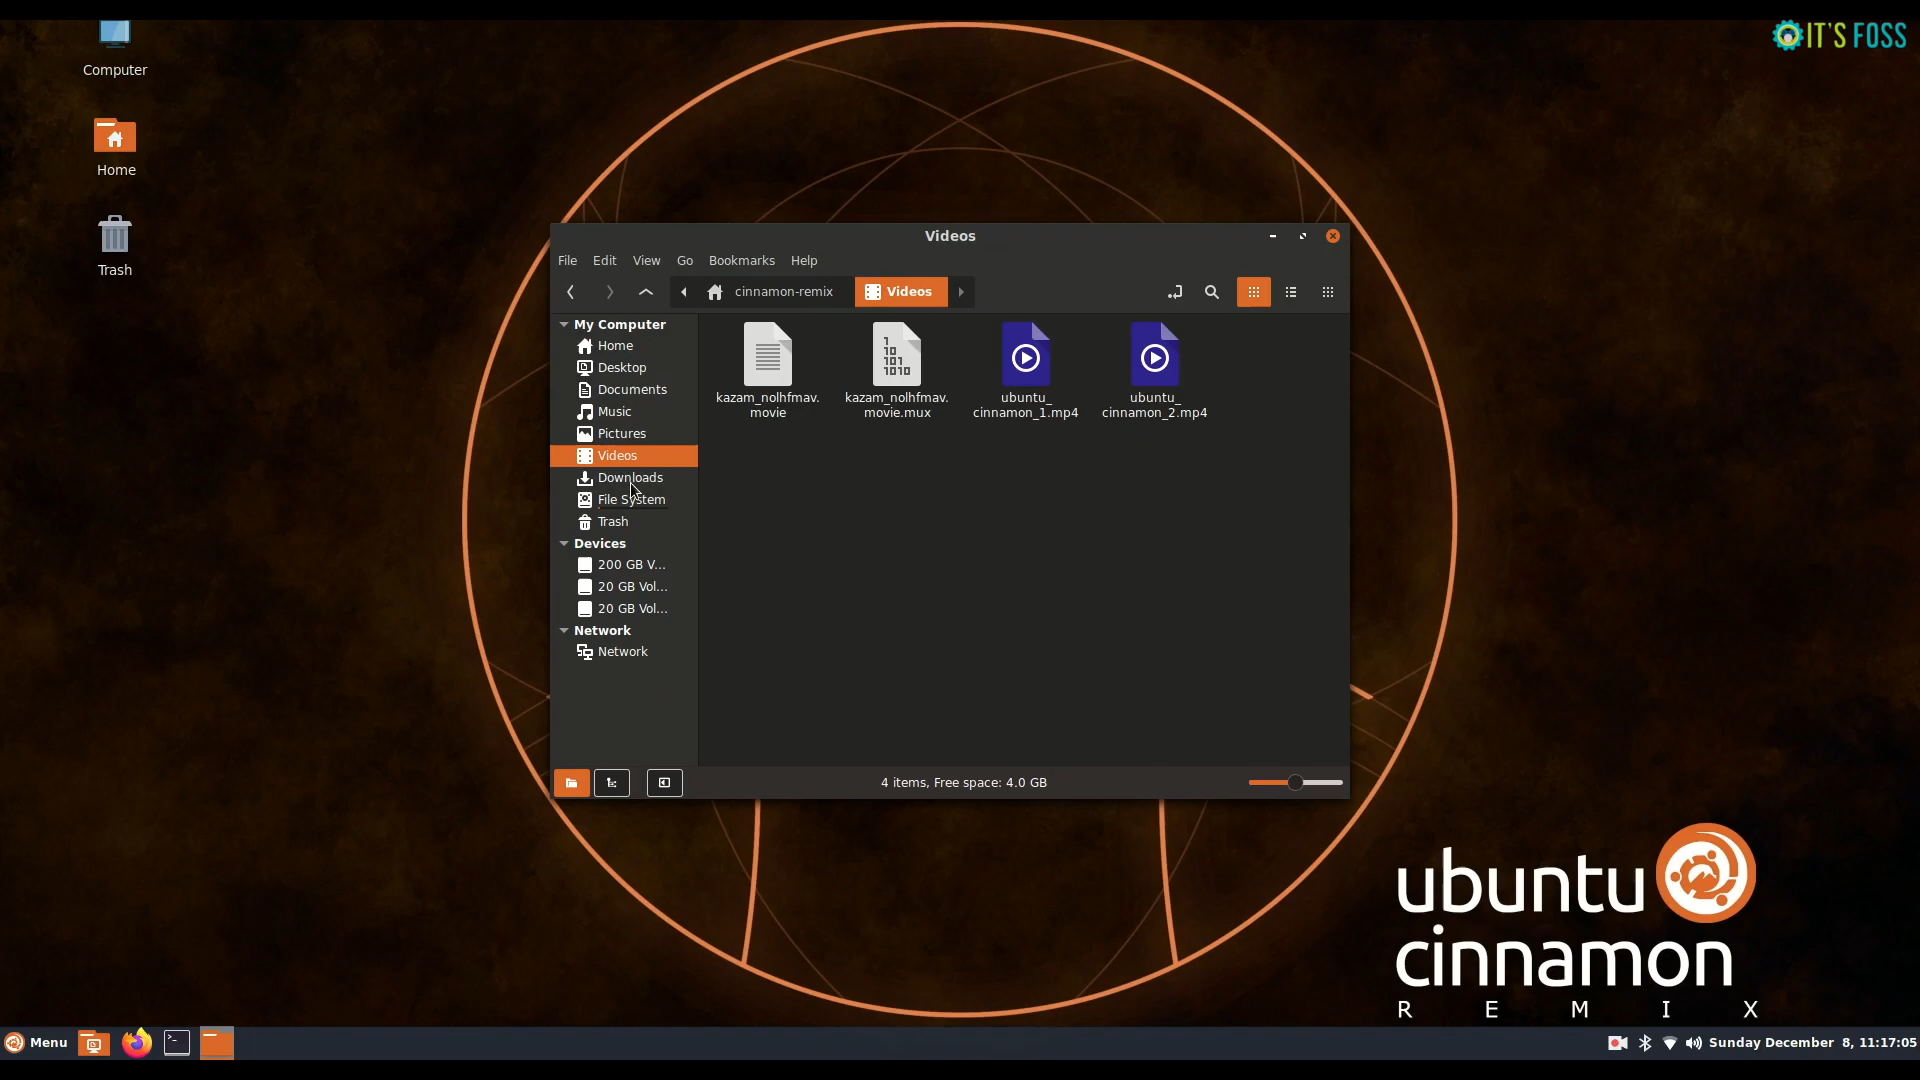 IT'S FOSS
Computer
Home
Trash
Videos
File Edit View Go Bookmarks Help
cinnamon-remix Videos
My Computer
Home
Desktop
Documents
Music
Pictures
Videos
Downloads
File System
Trash
Devices
200 GB V...
20 GB Vol...
20 GB Vol...
Network
Network
kazam_nolhfmav.
movie
kazam_nolhfmav.
movie.mux
ubuntu_
cinnamon_1.mp4
ubuntu_
cinnamon_2.mp4
4 items, Free space: 4.0 GB
ubuntu
cinnamon
REMIX
Menu
Sunday December 8, 11:17:05